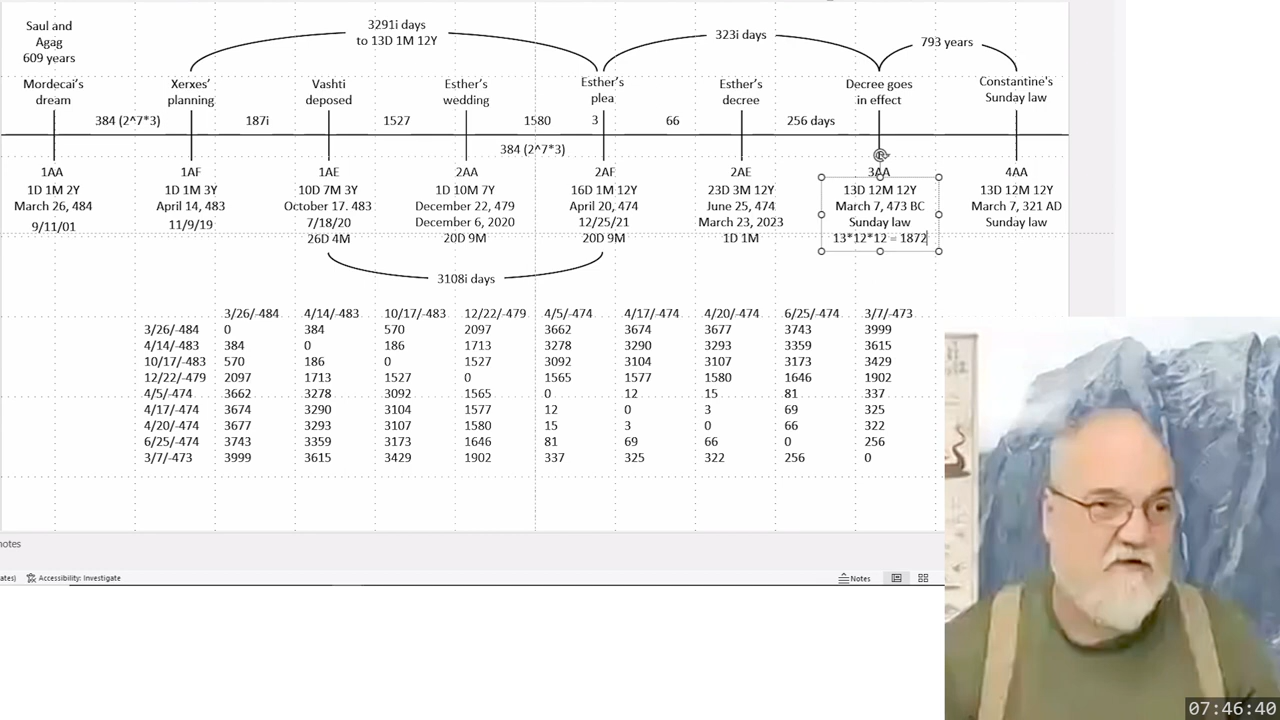 Saul and
Agag
609 years
3291i days
to 13D 1M 12Y
323i days
793 years
Mordecai's
dream
Xerxes'
planning
Vashti
deposed
Esther's
wedding
Esther's
plea
Esther's
decree
Decree goes
in effect
Constantine's
Sunday law
384 (2^7*3)
187i
1527
1580
3
66
256 days
384 (2^7*3)
1AA
1D 1M 2Y
March 26, 484
9/11/01
1AF
1D 1M 3Y
April 14, 483
11/9/19
1AE
10D 7M 3Y
October 17. 483
7/18/20
26D 4M
2AA
1D 10M 7Y
December 22, 479
December 6, 2020
20D 9M
2AF
16D 1M 12Y
April 20, 474
12/25/21
20D 9M
2AE
23D 3M 12Y
June 25, 474
March 23, 2023
1D 1M
3AA
13D 12M 12Y
March 7, 473 BC
Sunday law
13*12*12 = 1872
4AA
13D 12M 12Y
March 7, 321 AD
Sunday law
3108i days
3/26/-484 4/14/-483 10/17/-483 12/22/-479 4/5/-474 4/17/-474 4/20/-474 6/25/-474 3/7/-473
3/26/-484 0 384 570 2097 3662 3674 3677 3743 3999
4/14/-483 384 0 186 1713 3278 3290 3293 3359 3615
10/17/-483 570 186 0 1527 3092 3104 3107 3173 3429
12/22/-479 2097 1713 1527 0 1565 1577 1580 1646 1902
4/5/-474 3662 3278 3092 1565 0 12 15 81 337
4/17/-474 3674 3290 3104 1577 12 0 3 69 325
4/20/-474 3677 3293 3107 1580 15 3 0 66 322
6/25/-474 3743 3359 3173 1646 81 69 66 0 256
3/7/-473 3999 3615 3429 1902 337 325 322 256 0
notes
ates) Accessibility: Investigate
Notes
07:46:40